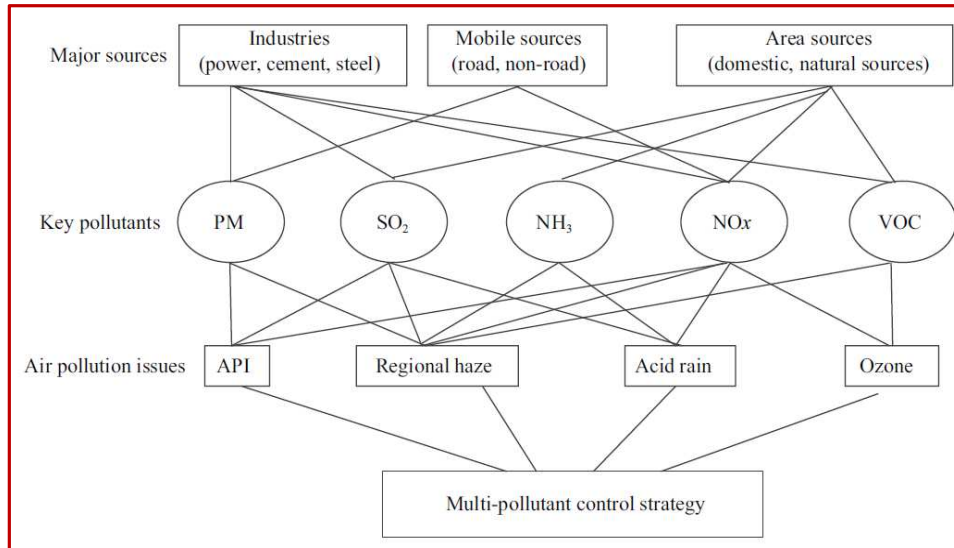 Major sources
Industries
(power, cement, steel)
Mobile sources
(road, non-road)
Area sources
(domestic, natural sources)
Key pollutants
PM
SO₂
NH₃
NOx
VOC
Air pollution issues
API
Regional haze
Acid rain
Ozone
Multi-pollutant control strategy